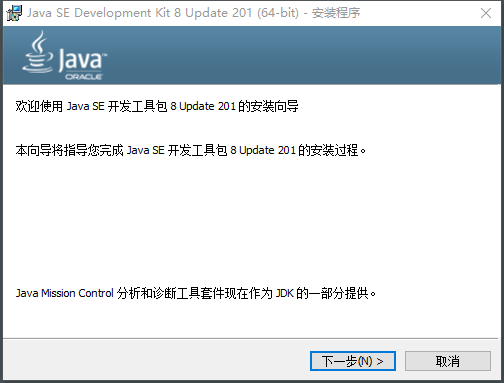 Java SE Development Kit 8 Update 201 (64-bit) - 安装程序
Java™
ORACLE
欢迎使用 Java SE 开发工具包 8 Update 201 的安装向导
本向导将指导您完成 Java SE 开发工具包 8 Update 201 的安装过程。
Java Mission Control 分析和诊断工具套件现在作为 JDK 的一部分提供。
下一步(N) >
取消